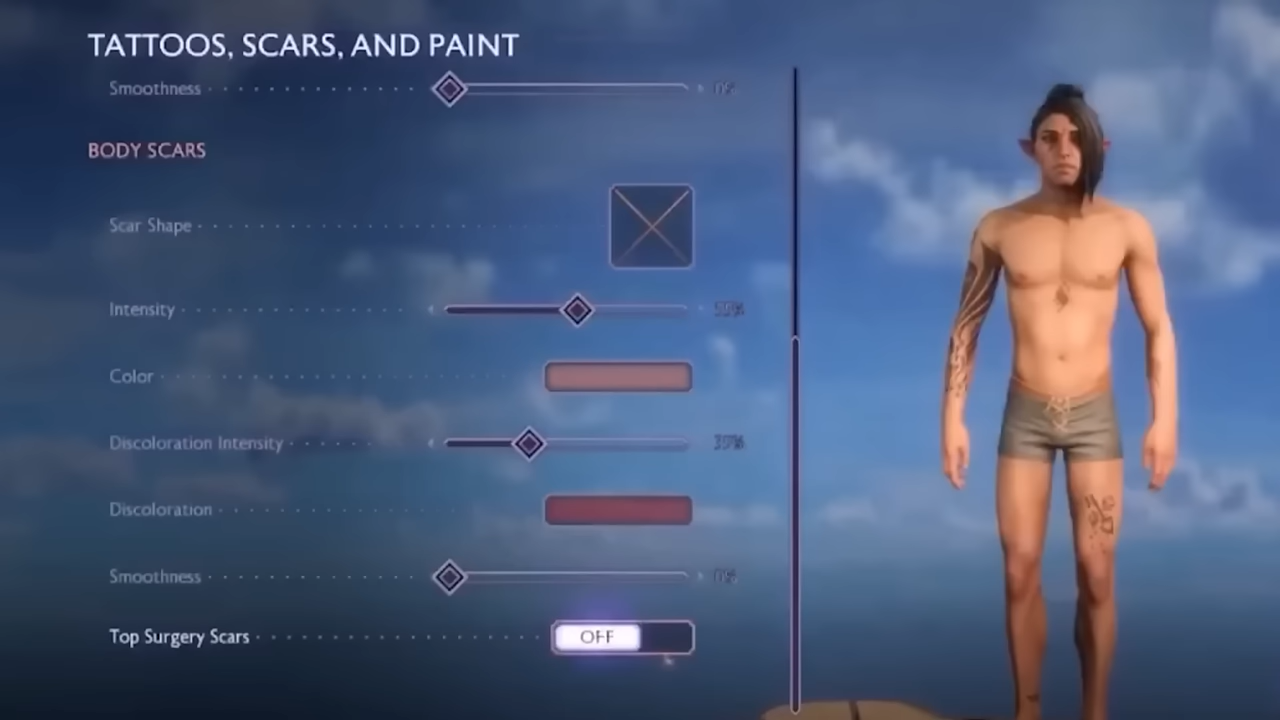 TATTOOS, SCARS, AND PAINT
Smoothness 0%
BODY SCARS
Scar Shape
Intensity
Color
Discoloration Intensity
Discoloration
Smoothness 0%
Top Surgery Scars OFF